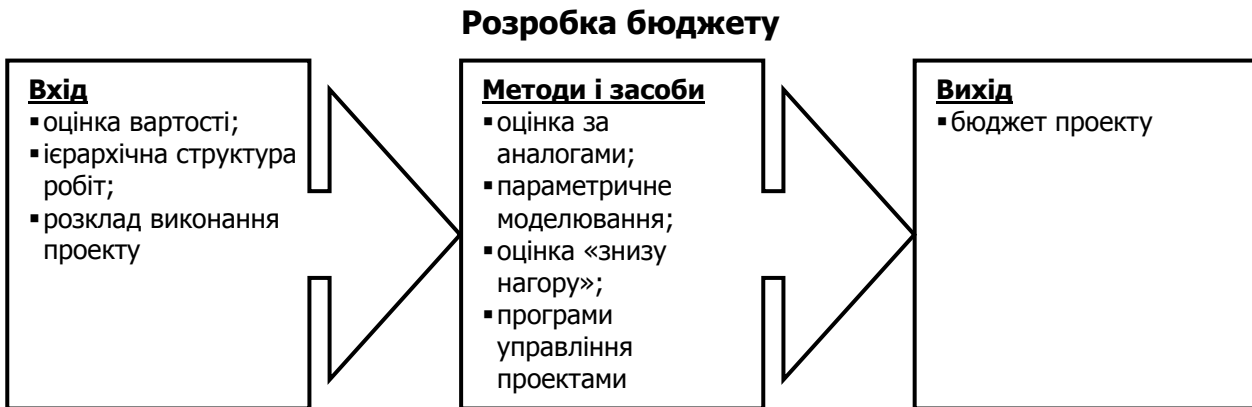 Розробка бюджету
Вхід
▪оцінка вартості;
▪ієрархічна структура
робіт;
▪розклад виконання
проекту
Методи і засоби
▪оцінка за
аналогами;
▪параметричне
моделювання;
▪оцінка «знизу
нагору»;
▪програми
управління
проектами
Вихід
▪бюджет проекту